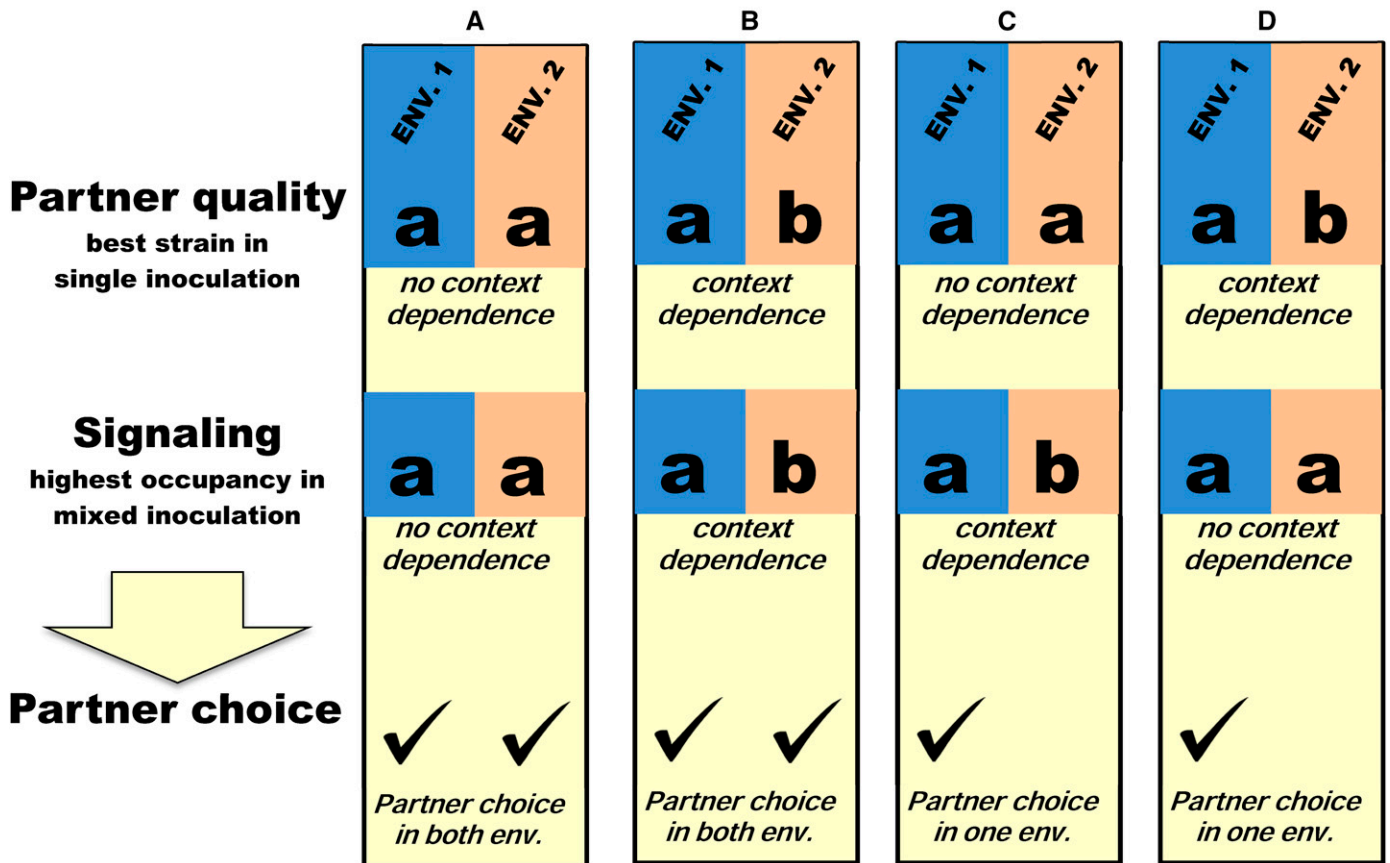 A
B
C
D
ENV. 1
ENV. 2
ENV. 1
ENV. 2
ENV. 1
ENV. 2
ENV. 1
ENV. 2
Partner quality
best strain in
single inoculation
a
a
a
b
a
a
a
b
no context
dependence
context
dependence
no context
dependence
context
dependence
Signaling
highest occupancy in
mixed inoculation
a
a
a
b
a
b
a
a
no context
dependence
context
dependence
context
dependence
no context
dependence
Partner choice
Partner choice
in both env.
Partner choice
in both env.
Partner choice
in one env.
Partner choice
in one env.